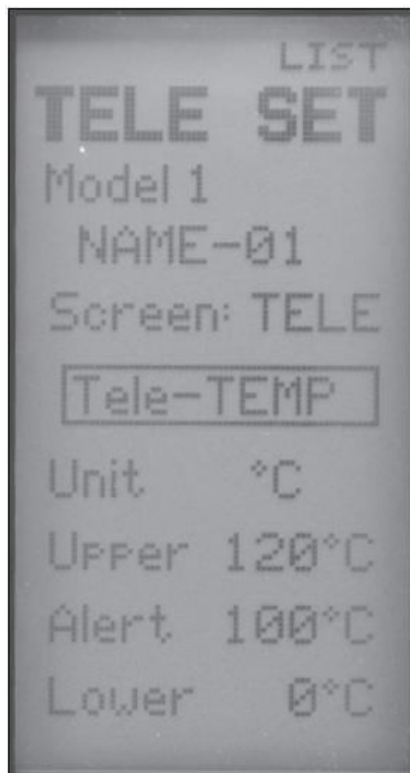 LIST
TELE SET
Model 1
NAME-01
Screen: TELE
Tele-TEMP
Unit °C
Upper 120°C
Alert 100°C
Lower 0°C